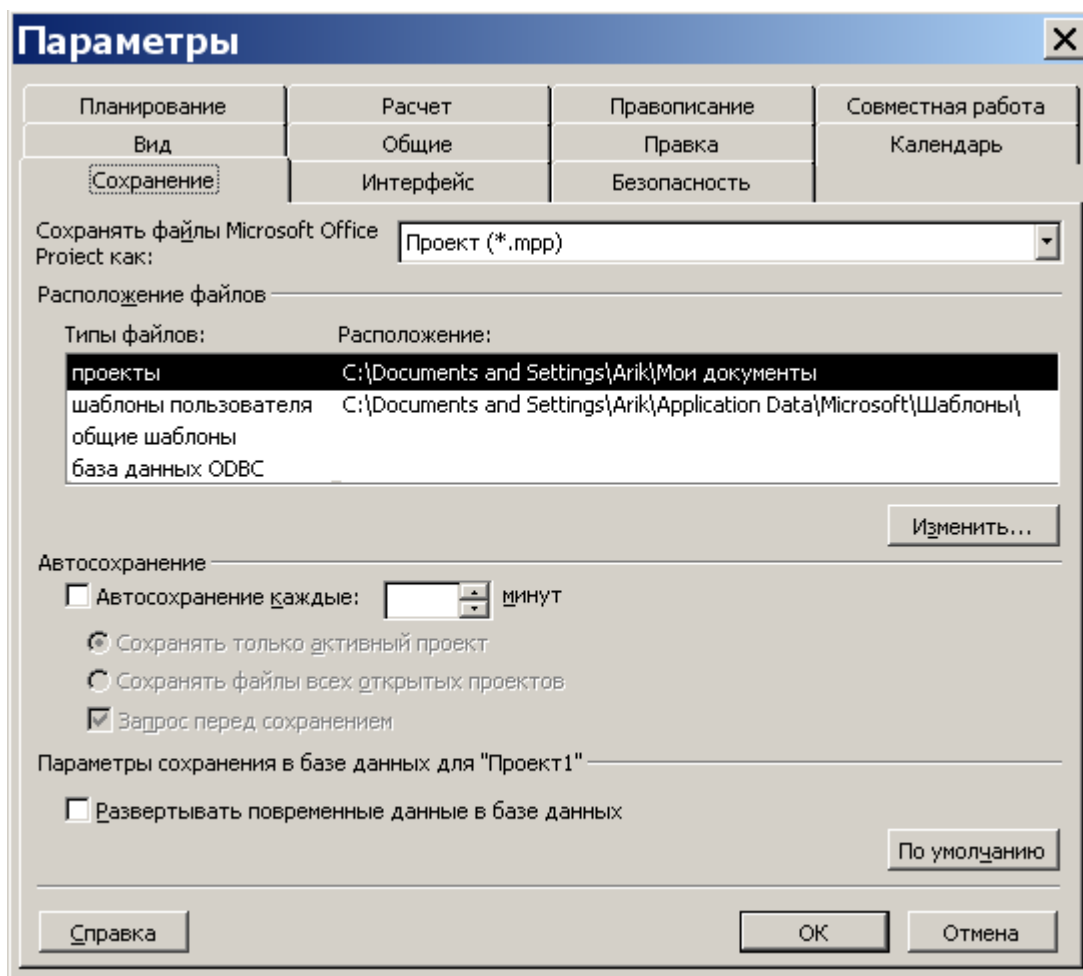 Параметры
Планирование Расчет Правописание Совместная работа
Вид Общие Правка Календарь
Сохранение Интерфейс Безопасность
Сохранять файлы Microsoft Office
Project как:
Проект (*.mpp)
Расположение файлов
Типы файлов: Расположение:
проекты C:\Documents and Settings\Arik\Мои документы
шаблоны пользователя C:\Documents and Settings\Arik\Application Data\Microsoft\Шаблоны\
общие шаблоны
база данных ODBC
Изменить...
Автосохранение
Автосохранение каждые: минут
Сохранять только активный проект
Сохранять файлы всех открытых проектов
Запрос перед сохранением
Параметры сохранения в базе данных для "Проект1"
Развертывать повременные данные в базе данных
По умолчанию
Справка ОК Отмена